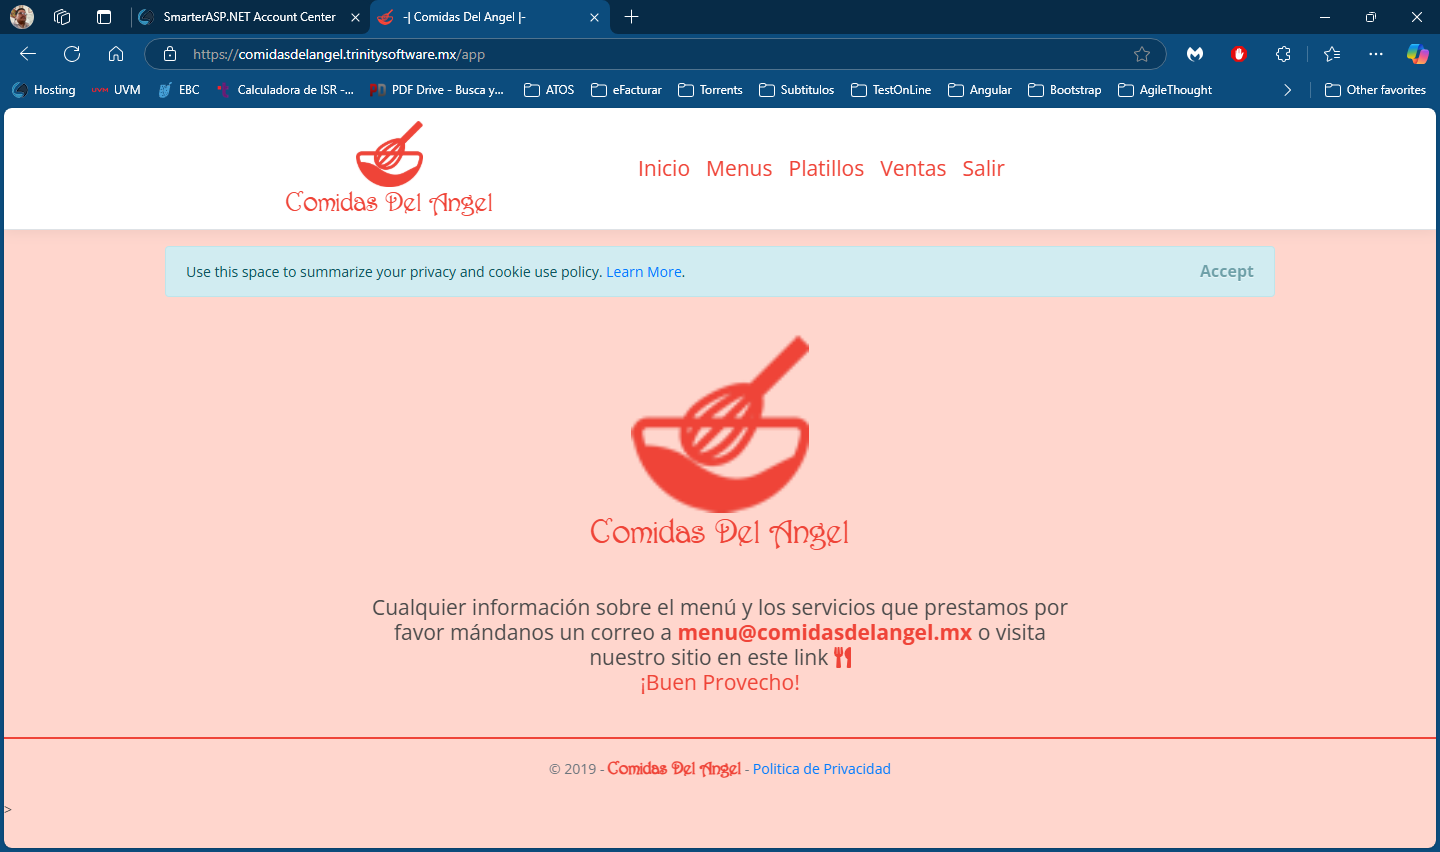 SmarterASP.NET Account Center
-| Comidas Del Angel |-
https://comidasdelangel.trinitysoftware.mx/app
Hosting
UVM
EBC
Calculadora de ISR -...
PDF Drive - Busca y...
ATOS
eFacturar
Torrents
Subtitulos
TestOnLine
Angular
Bootstrap
AgileThought
Other favorites
Comidas Del Angel
Inicio Menus Platillos Ventas Salir
Use this space to summarize your privacy and cookie use policy. Learn More.
Accept
Comidas Del Angel
Cualquier información sobre el menú y los servicios que prestamos por
favor mándanos un correo a menu@comidasdelangel.mx o visita
nuestro sitio en este link
¡Buen Provecho!
© 2019 - Comidas Del Angel - Politica de Privacidad
>